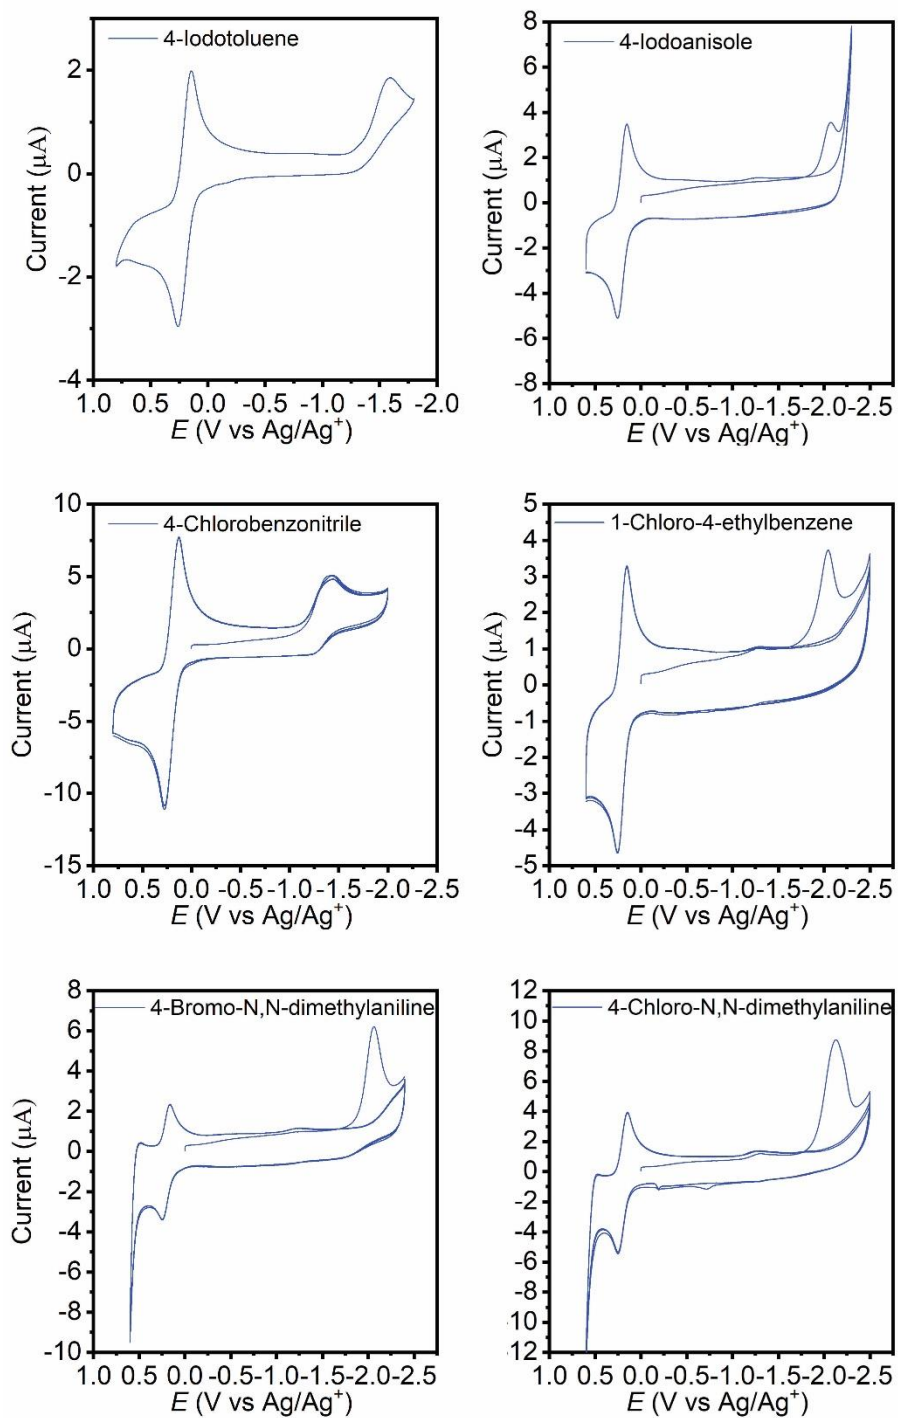 4-Iodotoluene
2
0
-2
-4
Current (μA)
1.0 0.5 0.0 -0.5 -1.0 -1.5 -2.0
E (V vs Ag/Ag+)
4-Iodoanisole
8
6
4
2
0
-2
-4
-6
-8
Current (μA)
1.0 0.5 0.0 -0.5 -1.0 -1.5 -2.0 -2.5
E (V vs Ag/Ag+)
4-Chlorobenzonitrile
10
5
0
-5
-10
-15
Current (μA)
1.0 0.5 0.0 -0.5 -1.0 -1.5 -2.0 -2.5
E (V vs Ag/Ag+)
1-Chloro-4-ethylbenzene
5
4
3
2
1
0
-1
-2
-3
-4
-5
Current (μA)
1.0 0.5 0.0 -0.5 -1.0 -1.5 -2.0 -2.5
E (V vs Ag/Ag+)
4-Bromo-N,N-dimethylaniline
8
6
4
2
0
-2
-4
-6
-8
-10
Current (μA)
1.0 0.5 0.0 -0.5 -1.0 -1.5 -2.0 -2.5
E (V vs Ag/Ag+)
4-Chloro-N,N-dimethylaniline
12
10
8
6
4
2
0
-2
-4
-6
-8
10
12
1.0 0.5 0.0 -0.5 -1.0 -1.5 -2.0 -2.5
E (V vs Ag/Ag+)